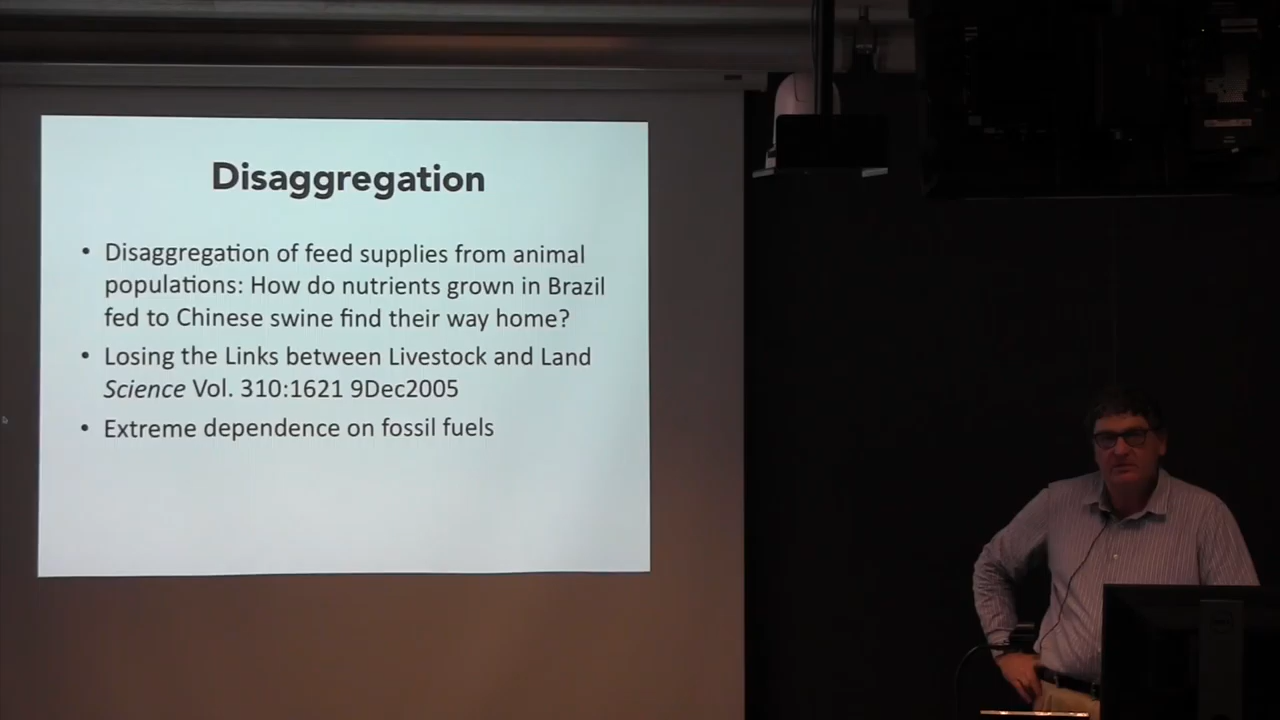 Disaggregation
• Disaggregation of feed supplies from animal
populations: How do nutrients grown in Brazil
fed to Chinese swine find their way home?
• Losing the Links between Livestock and Land
Science Vol. 310:1621 9Dec2005
• Extreme dependence on fossil fuels